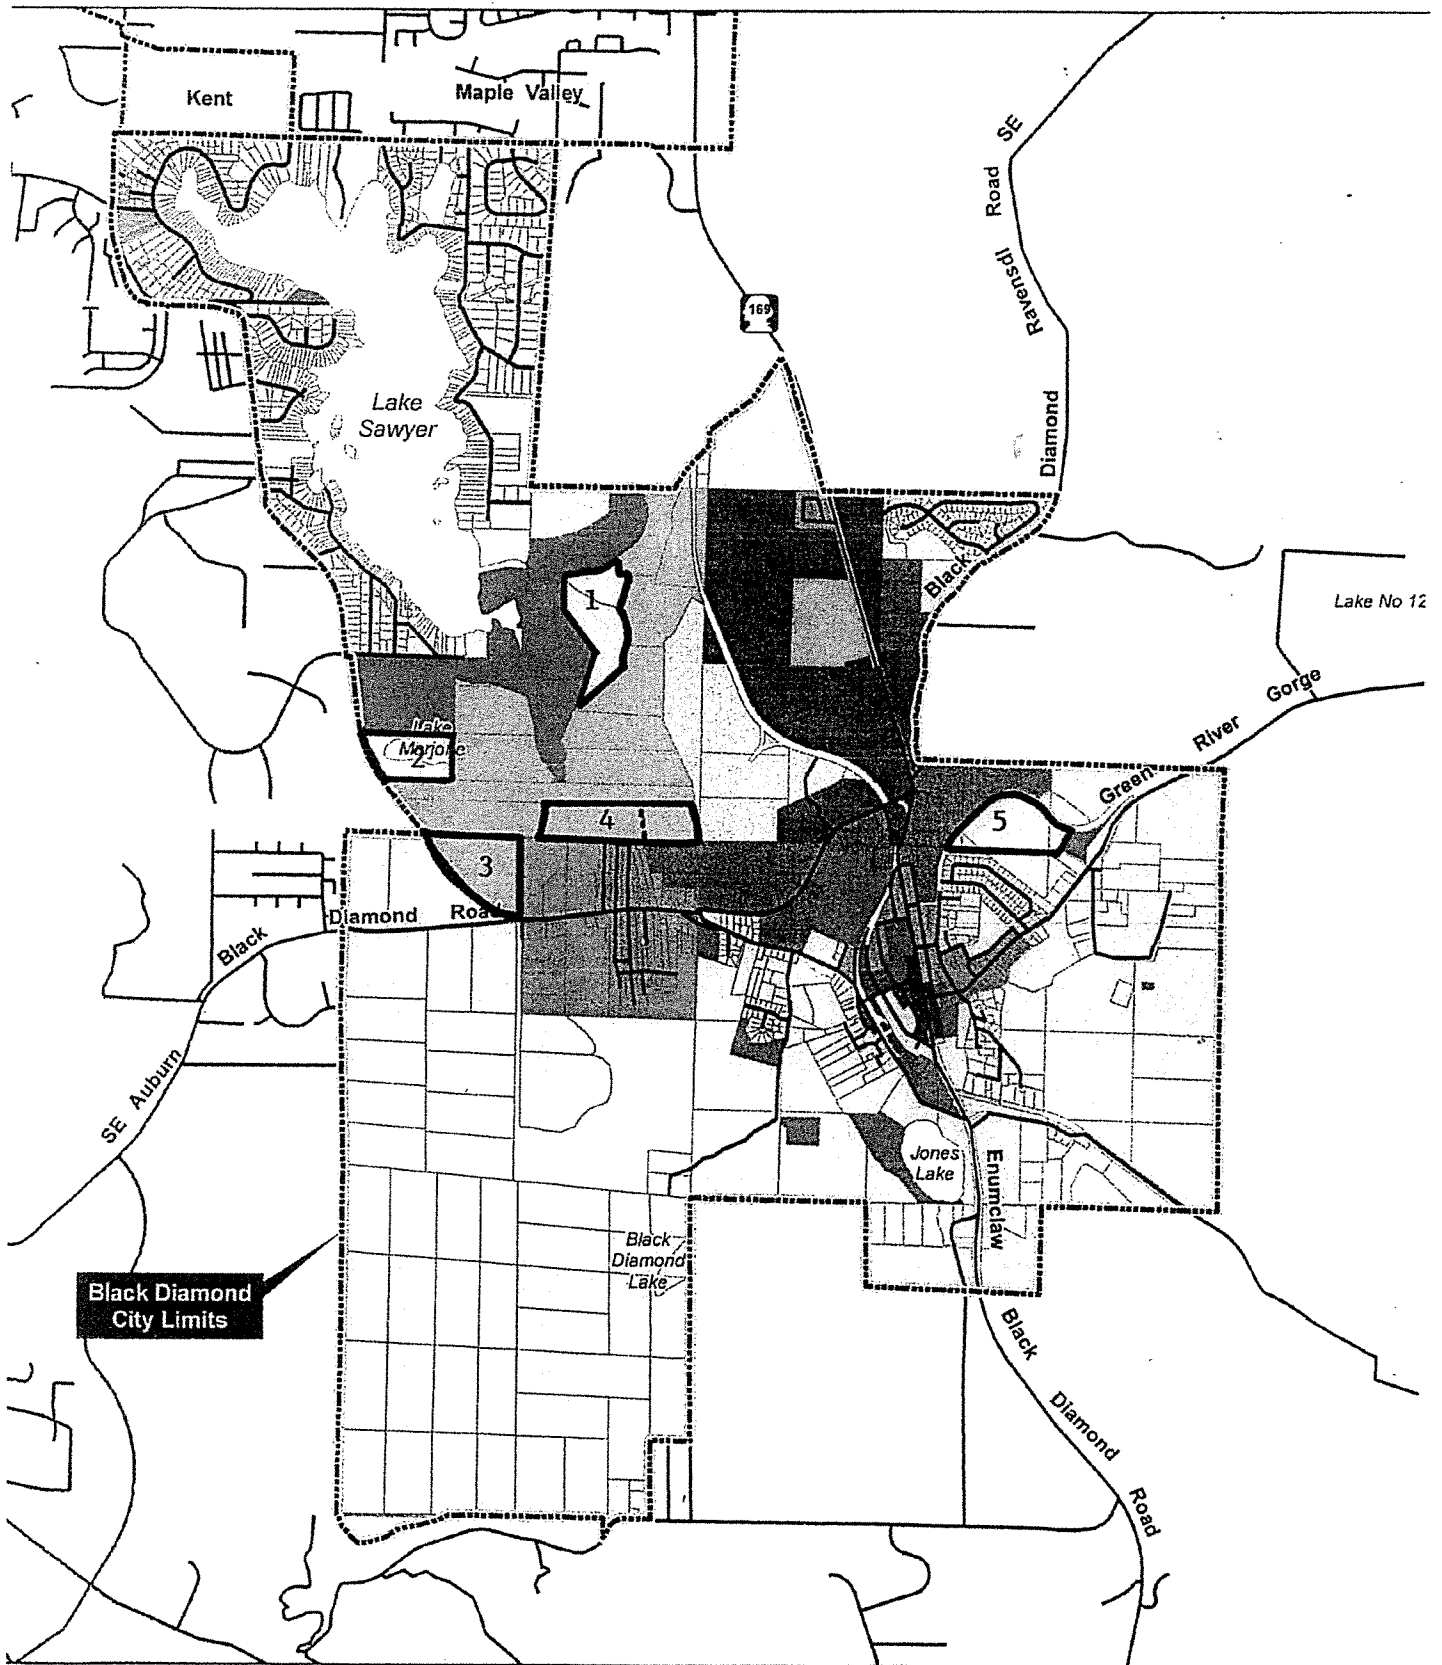 Kent
Maple Valley
SE
Road
Ravensdl
Diamond
Black
169
Lake
Sawyer
1
Lake No 12
Gorge
River
Green
Lake
Marjorie
2
4
5
3
Diamond Road
Black
Auburn
SE
Jones
Lake
Enumclaw
Black
Diamond
Lake
Black Diamond
City Limits
Black
Diamond
Road